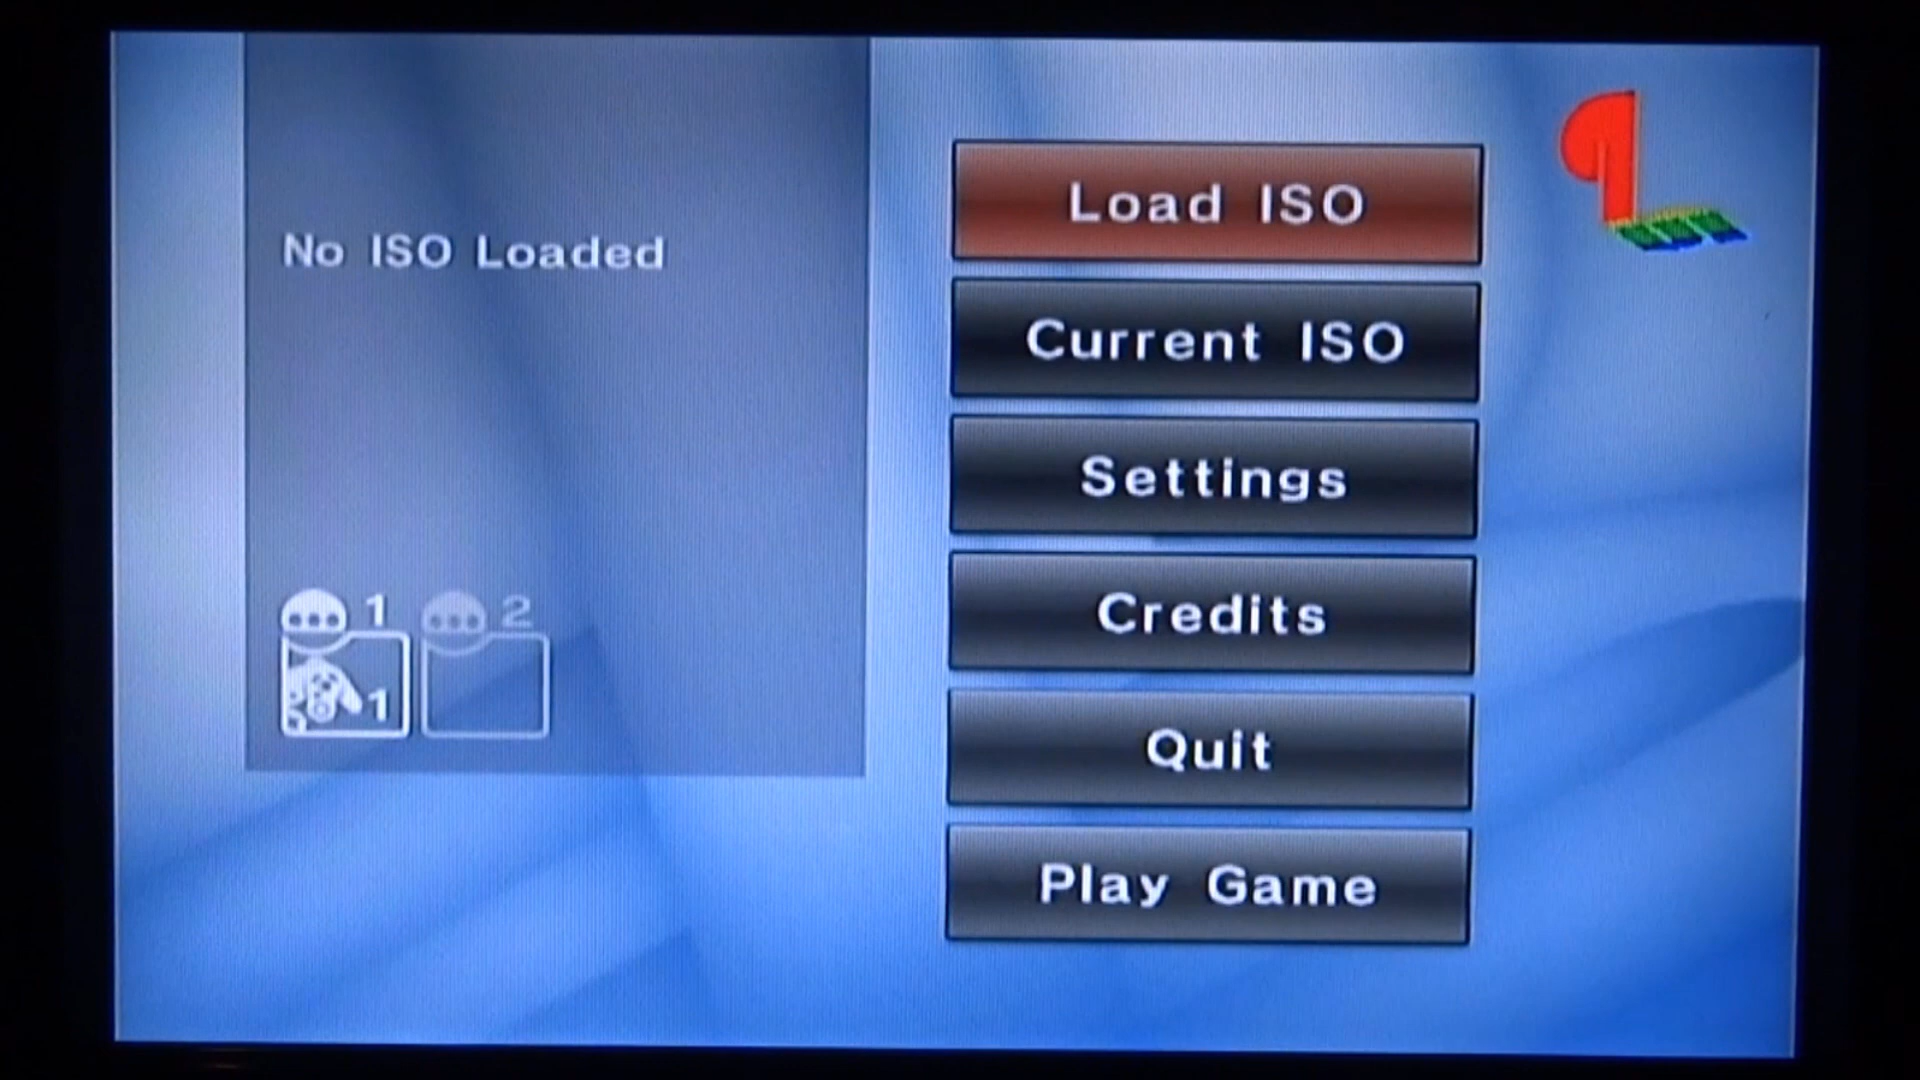 No ISO Loaded
1
2
1
Load ISO
Current ISO
Settings
Credits
Quit
Play Game